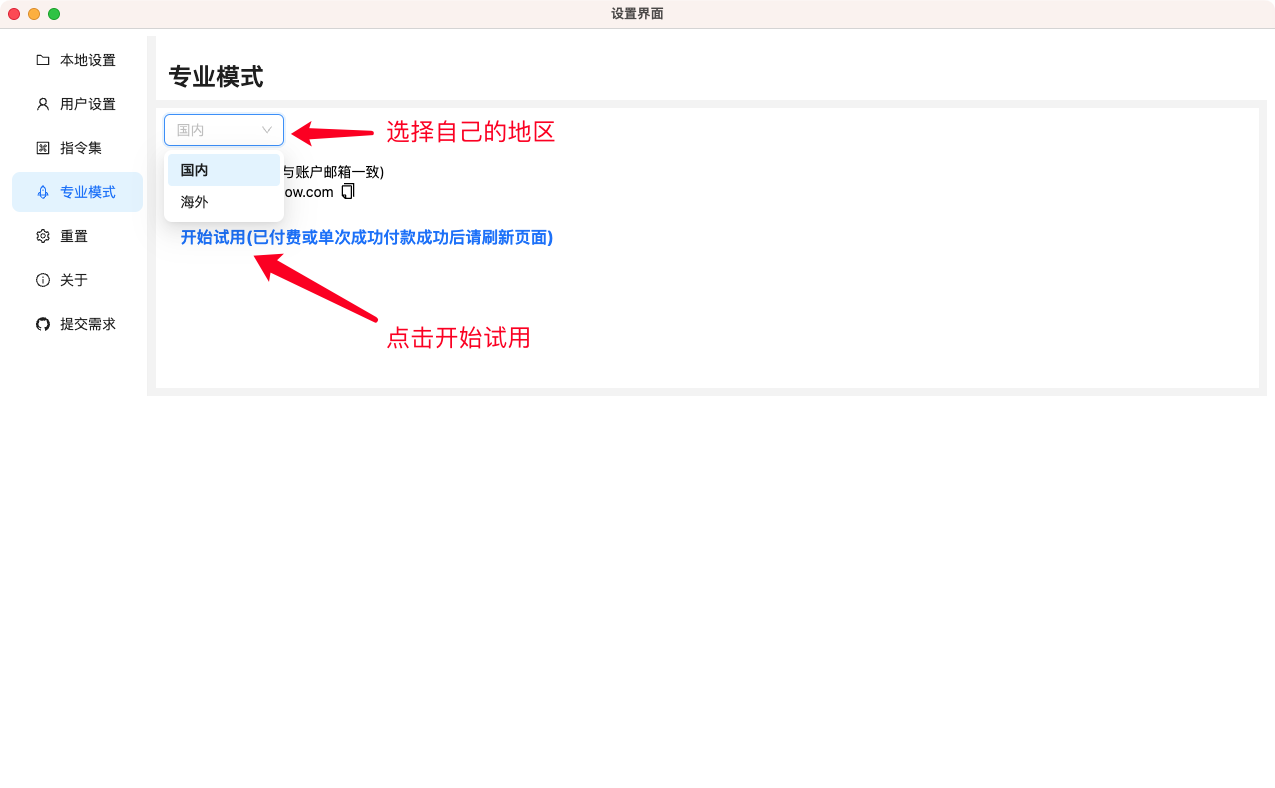 设置界面
本地设置
用户设置
指令集
专业模式
重置
关于
提交需求
专业模式
国内
选择自己的地区
国内
海外
与账户邮箱一致)
ow.com
开始试用(已付费或单次成功付款成功后请刷新页面)
点击开始试用